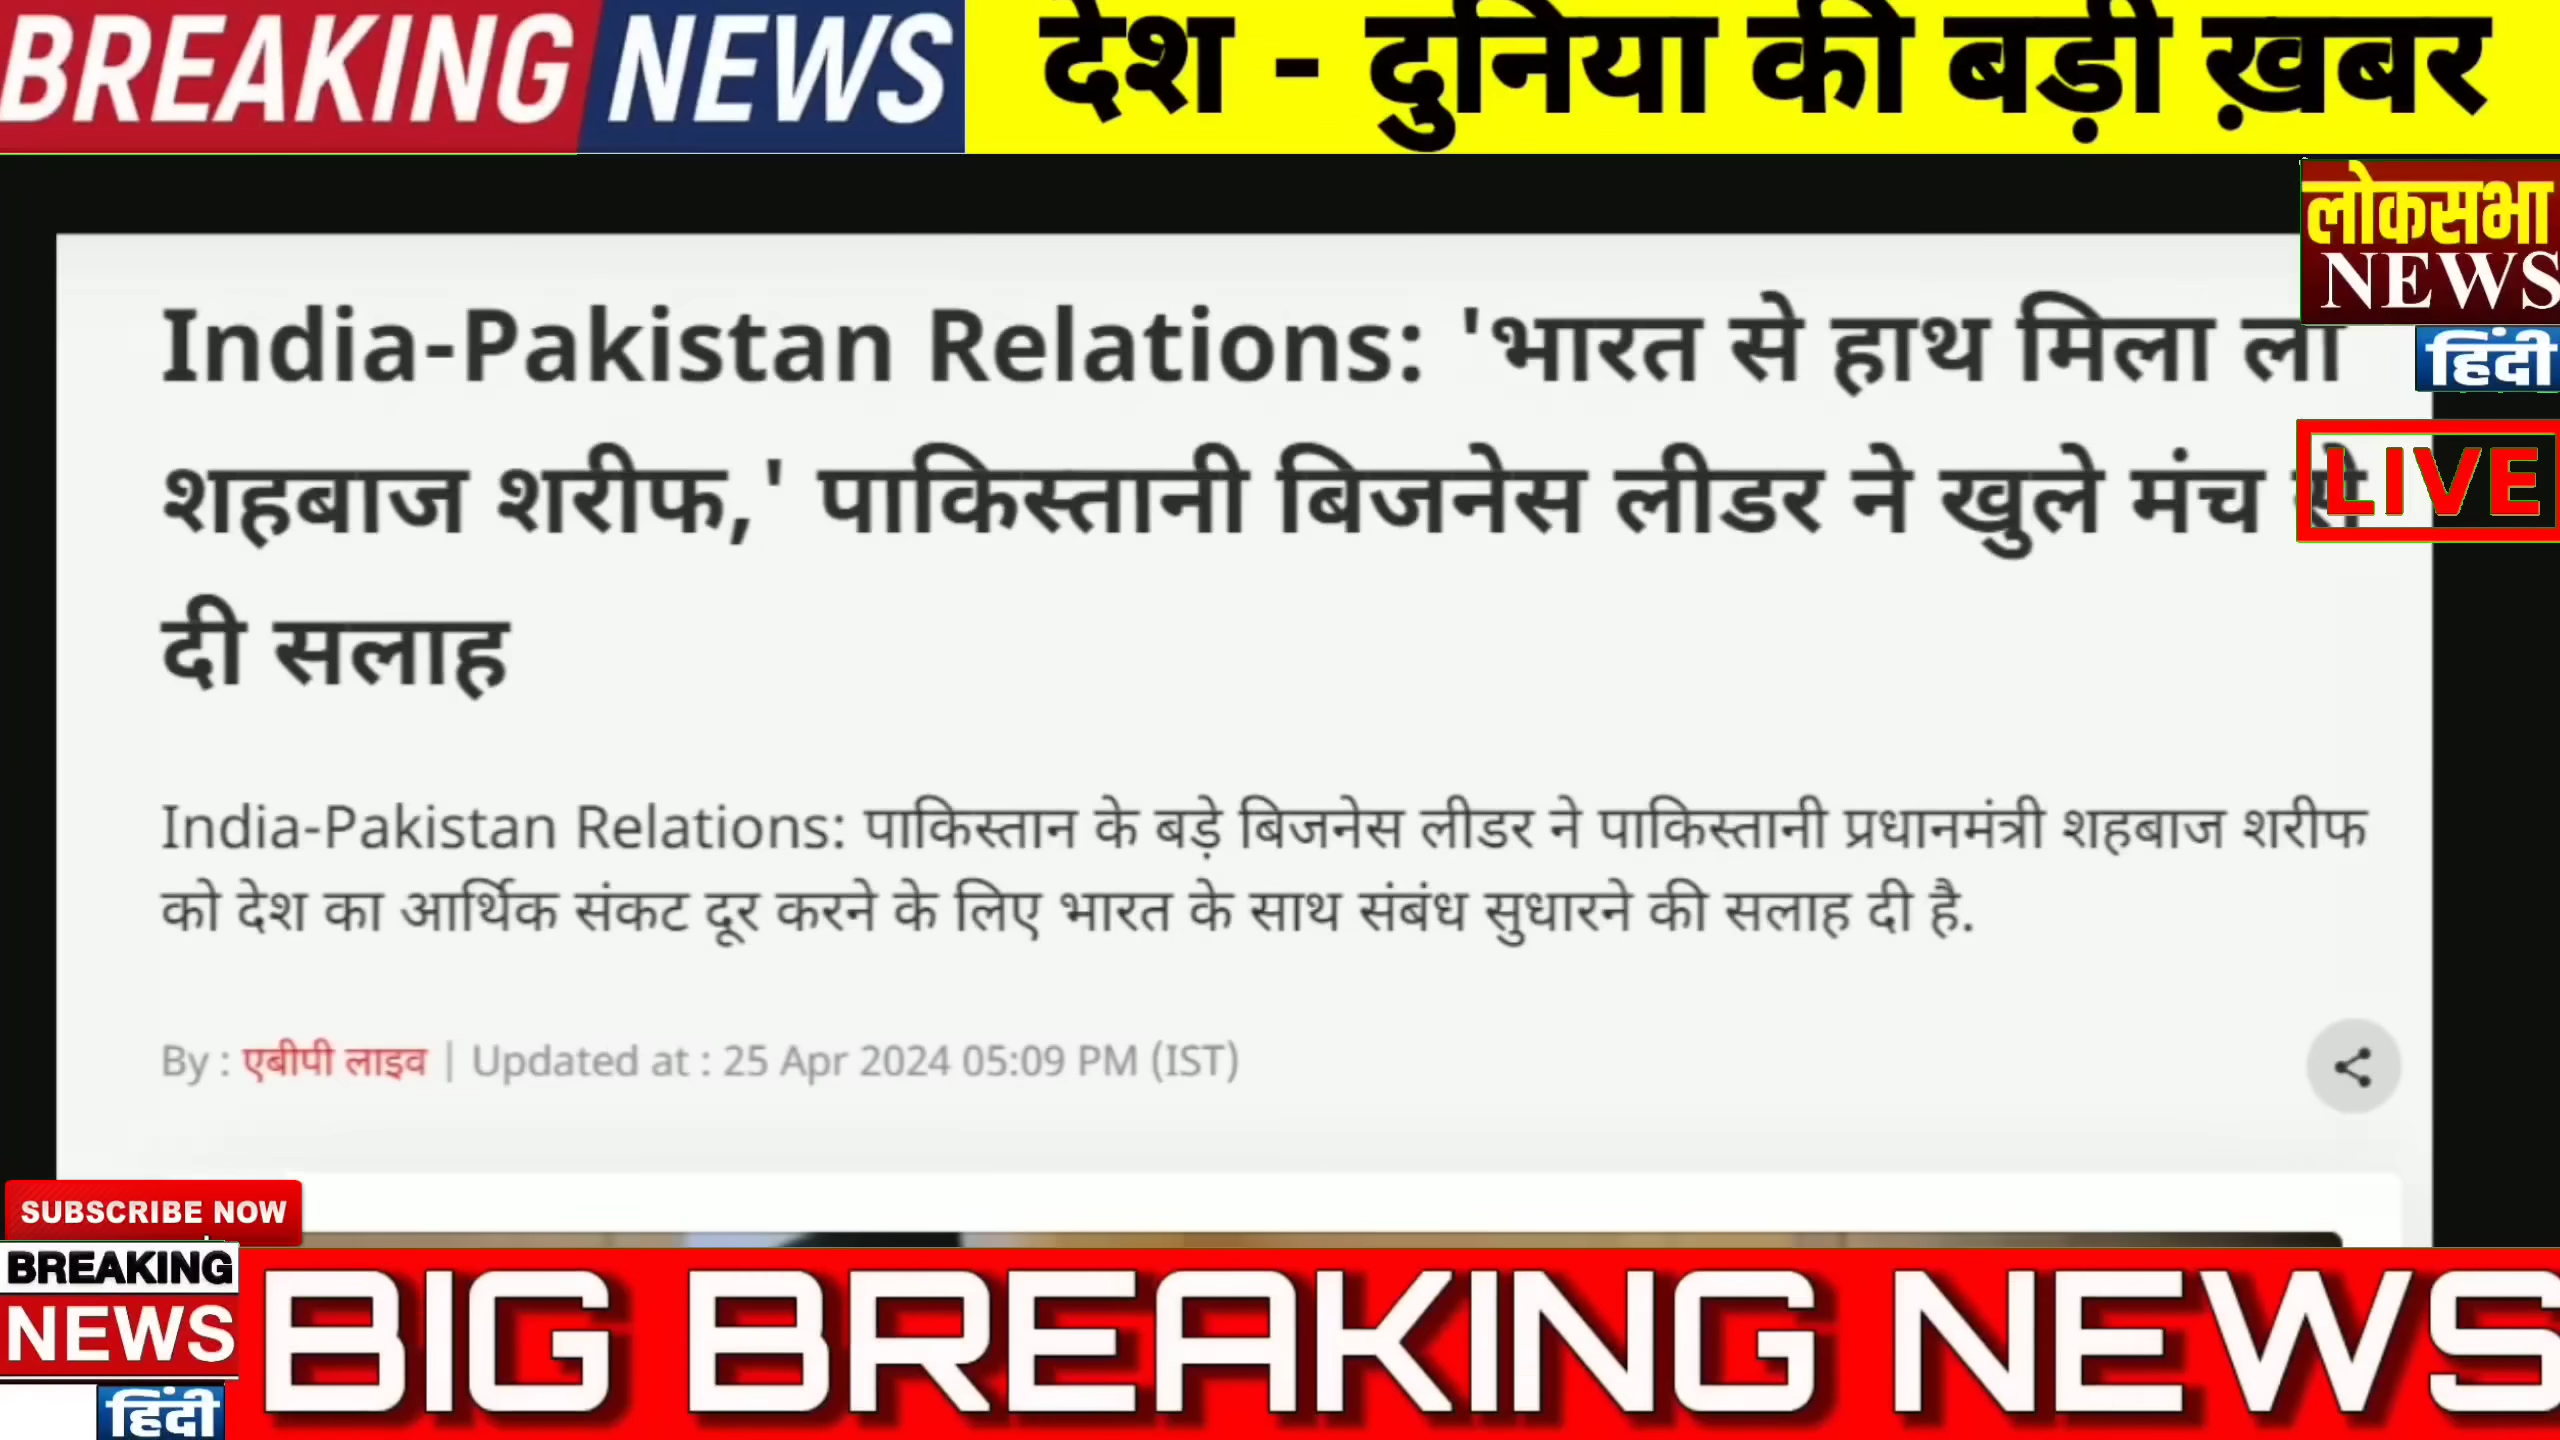 BREAKING NEWS देश - दुनिया की बड़ी ख़बर
लोकसभा
NEWS
हिंदी
LIVE
India-Pakistan Relations: 'भारत से हाथ मिला
शहबाज शरीफ,' पाकिस्तानी बिजनेस लीडर ने खुले मंच से
दी सलाह
India-Pakistan Relations: पाकिस्तान के बड़े बिजनेस लीडर ने पाकिस्तानी प्रधानमंत्री शहबाज शरीफ
को देश का आर्थिक संकट दूर करने के लिए भारत के साथ संबंध सुधारने की सलाह दी है.
By : एबीपी लाइव | Updated at : 25 Apr 2024 05:09 PM (IST)
SUBSCRIBE NOW
BREAKING
NEWS
हिंदी
BIG BREAKING NEWS